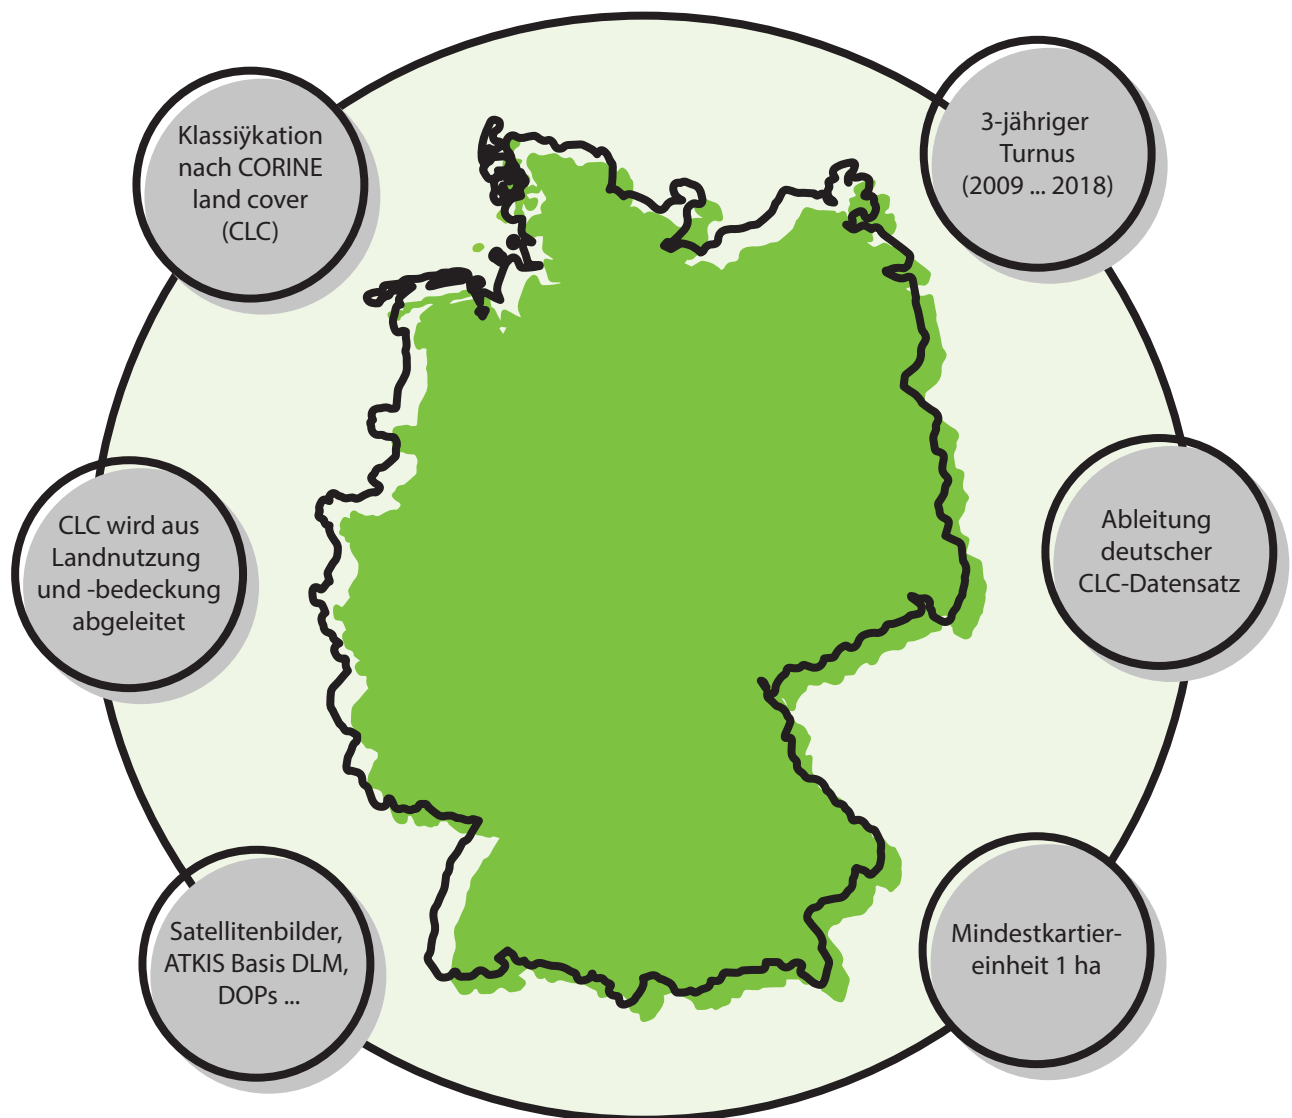 Klassiÿkation
nach CORINE
land cover
(CLC)
3-jähriger
Turnus
(2009 ... 2018)
CLC wird aus
Landnutzung
und -bedeckung
abgeleitet
Ableitung
deutscher
CLC-Datensatz
Satellitenbilder,
ATKIS Basis DLM,
DOPs ...
Mindestkartier-
einheit 1 ha